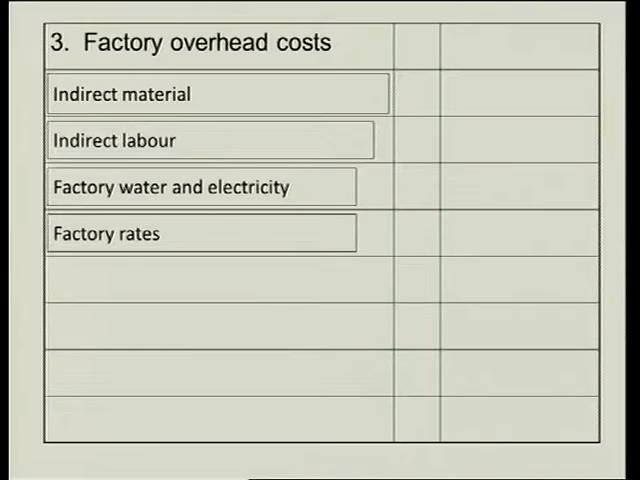 3. Factory overhead costs
Indirect material
Indirect labour
Factory water and electricity
Factory rates